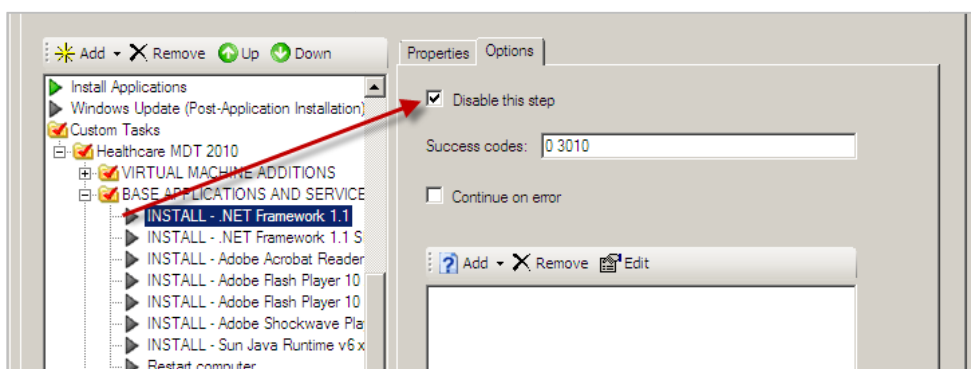 Add Remove Up Down
Properties Options
Install Applications
Windows Update (Post-Application Installation)
Custom Tasks
Healthcare MDT 2010
VIRTUAL MACHINE ADDITIONS
BASE APPLICATIONS AND SERVICE
INSTALL - .NET Framework 1.1
INSTALL - .NET Framework 1.1 S
INSTALL - Adobe Acrobat Reader
INSTALL - Adobe Flash Player 10
INSTALL - Adobe Flash Player 10
INSTALL - Adobe Shockwave Pla
INSTALL - Sun Java Runtime v6 x
Restart computer
Disable this step
Success codes: 0 3010
Continue on error
Add Remove Edit